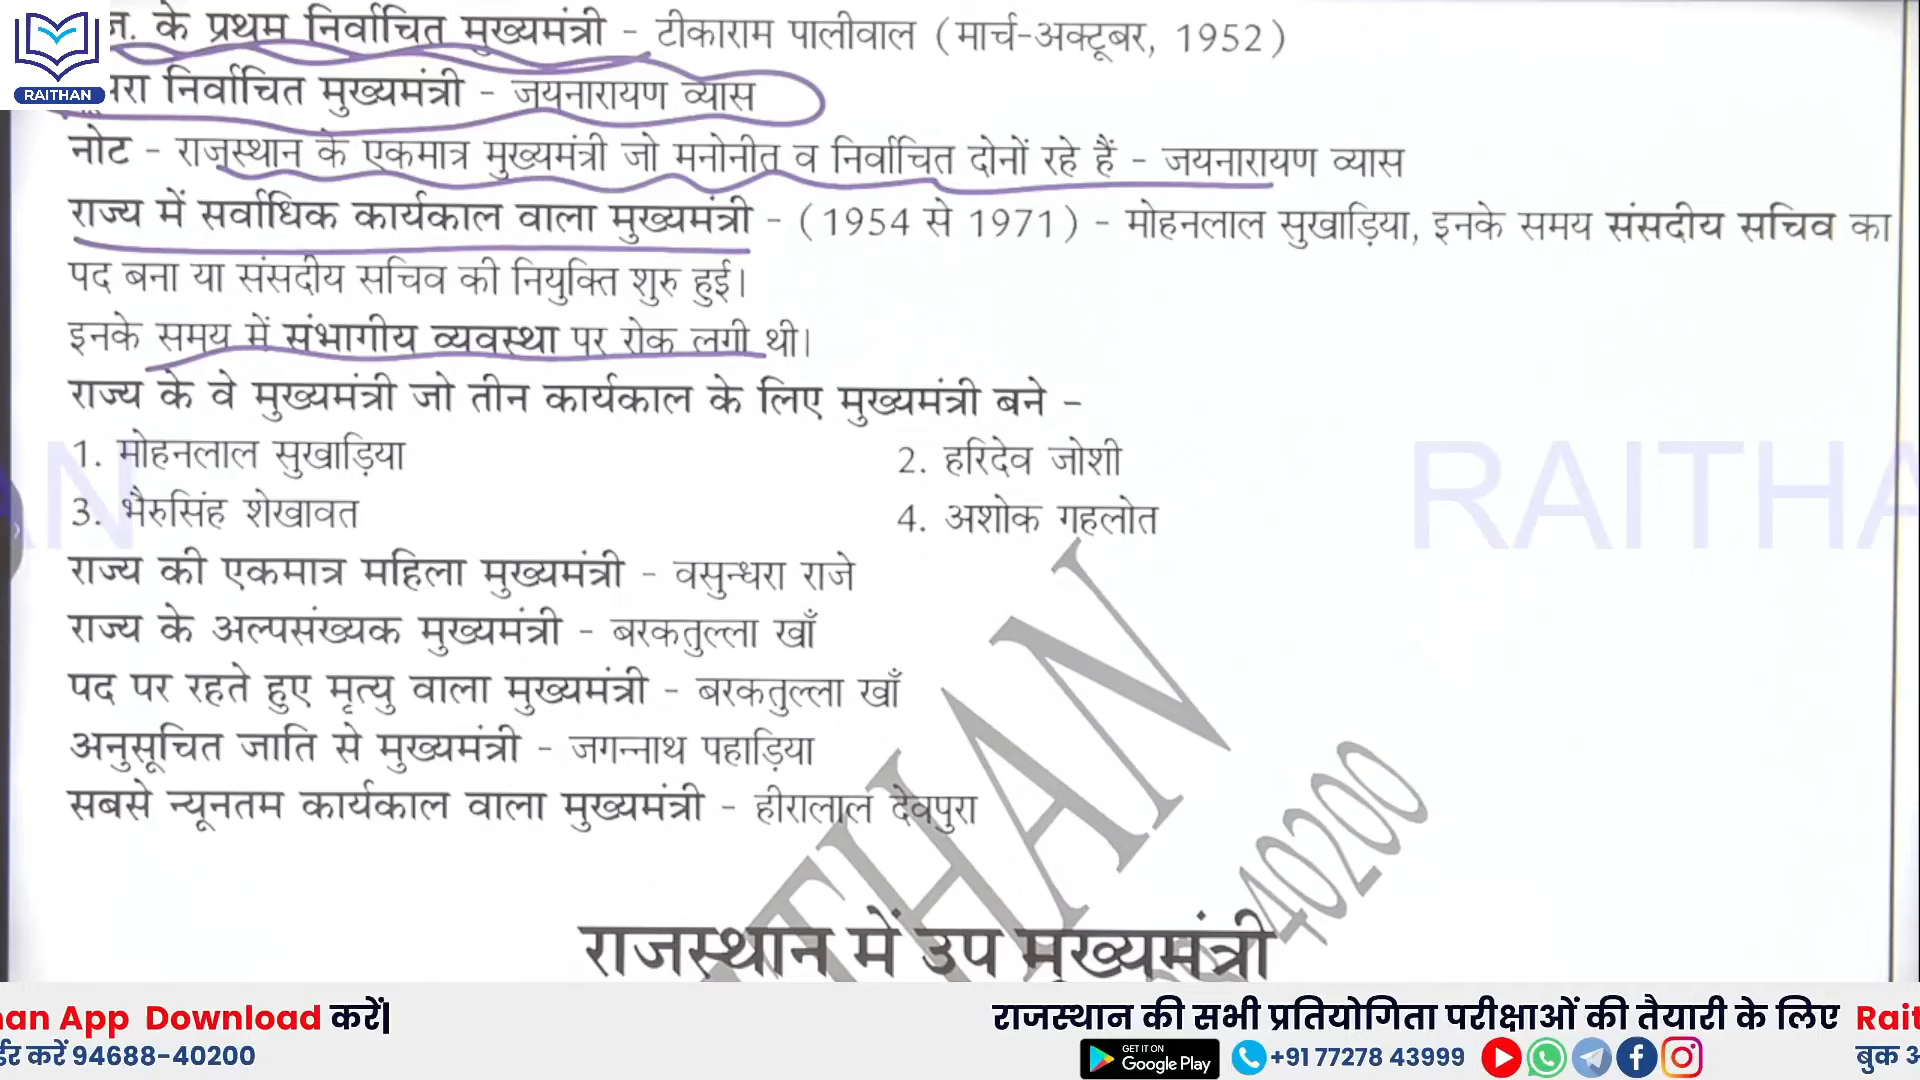 RAITHAN
के प्रथम निर्वाचित मुख्यमंत्री - टीकाराम पालीवाल (मार्च-अक्टूबर, 1952)
निर्वाचित मुख्यमंत्री - जयनारायण व्यास
नोट - राजस्थान के एकमात्र मुख्यमंत्री जो मनोनीत व निर्वाचित दोनों रहे हैं - जयनारायण व्यास
राज्य में सर्वाधिक कार्यकाल वाला मुख्यमंत्री - (1954 से 1971) - मोहनलाल सुखाड़िया, इनके समय संसदीय सचिव का
पद बना या संसदीय सचिव की नियुक्ति शुरु हुई।
इनके समय में संभागीय व्यवस्था पर रोक लगी थी।
राज्य के वे मुख्यमंत्री जो तीन कार्यकाल के लिए मुख्यमंत्री बने -
1. मोहनलाल सुखाड़िया 2. हरिदेव जोशी
3. भैरुसिंह शेखावत 4. अशोक गहलोत
राज्य की एकमात्र महिला मुख्यमंत्री - वसुन्धरा राजे
राज्य के अल्पसंख्यक मुख्यमंत्री - बरकतुल्ला खाँ
पद पर रहते हुए मृत्यु वाला मुख्यमंत्री - बरकतुल्ला खाँ
अनुसूचित जाति से मुख्यमंत्री - जगन्नाथ पहाड़िया
सबसे न्यूनतम कार्यकाल वाला मुख्यमंत्री - हीरालाल देवपुरा
राजस्थान में उप मुख्यमंत्री
App Download करें| राजस्थान की सभी प्रतियोगिता परीक्षाओं की तैयारी के लिए
करें 94688-40200 GET IT ON Google Play +91 77278 43999 बुक